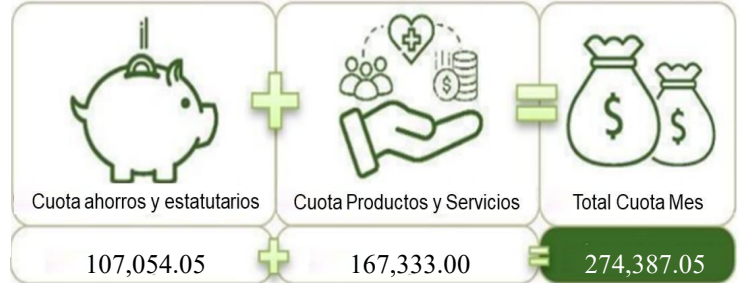 Cuota ahorros y estatutarios
Cuota Productos y Servicios
Total Cuota Mes
107,054.05
167,333.00
274,387.05